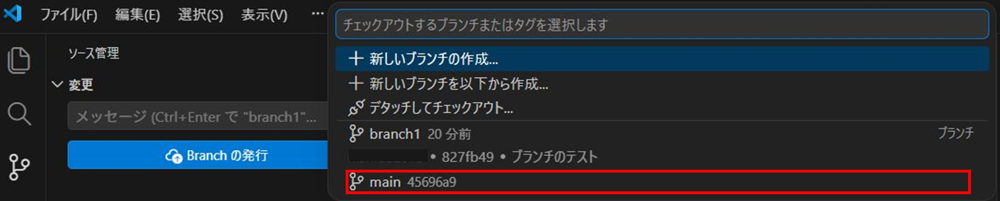 ファイル(F) 編集(E) 選択(S) 表示(V) …
チェックアウトするブランチまたはタグを選択します
ソース管理
変更
メッセージ (Ctrl+Enter で "branch1"...
Branch の発行
+ 新しいブランチの作成...
+ 新しいブランチを以下から作成...
デタッチしてチェックアウト...
branch1 20 分前 ブランチ
• 827fb49 • ブランチのテスト
main 45696a9